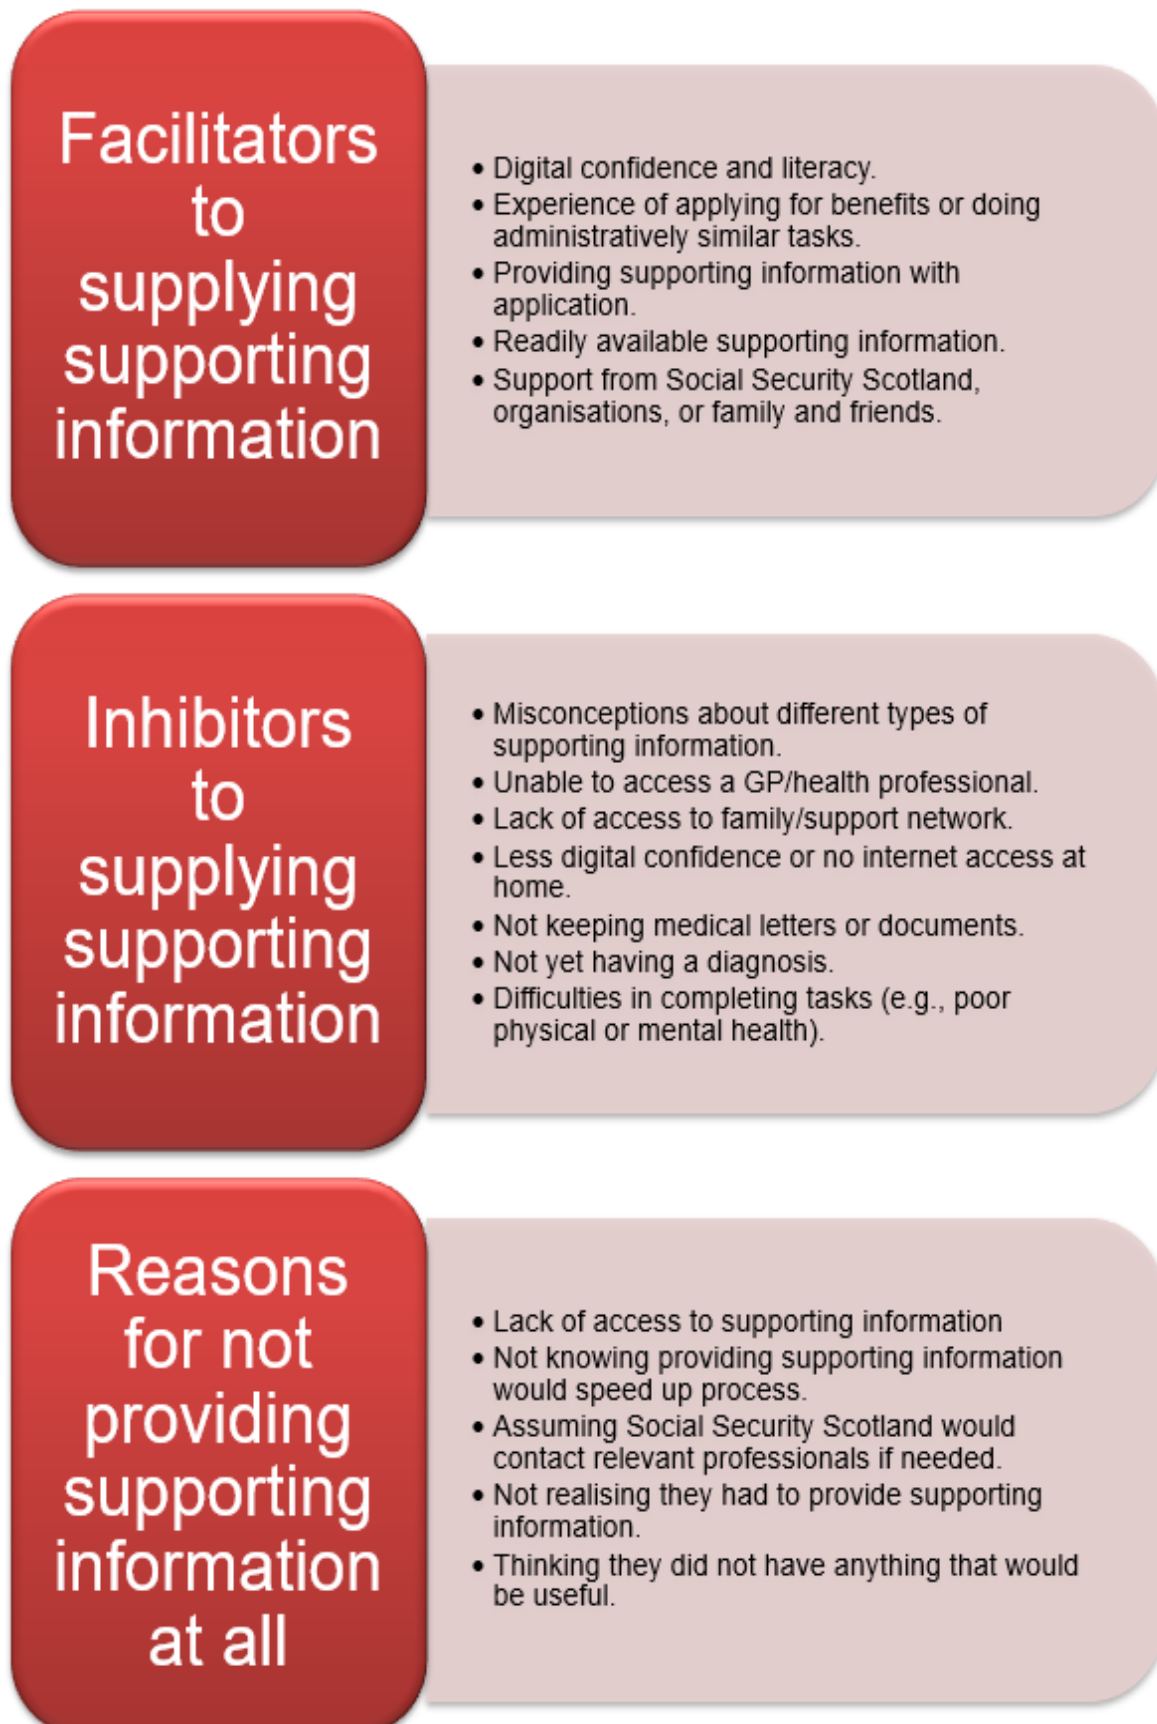 Facilitators
to
supplying
supporting
information
• Digital confidence and literacy.
• Experience of applying for benefits or doing
administratively similar tasks.
• Providing supporting information with
application.
• Readily available supporting information.
• Support from Social Security Scotland,
organisations, or family and friends.
Inhibitors
to
supplying
supporting
information
• Misconceptions about different types of
supporting information.
• Unable to access a GP/health professional.
• Lack of access to family/support network.
• Less digital confidence or no internet access at
home.
• Not keeping medical letters or documents.
• Not yet having a diagnosis.
• Difficulties in completing tasks (e.g., poor
physical or mental health).
Reasons
for not
providing
supporting
information
at all
• Lack of access to supporting information
• Not knowing providing supporting information
would speed up process.
• Assuming Social Security Scotland would
contact relevant professionals if needed.
• Not realising they had to provide supporting
information.
• Thinking they did not have anything that would
be useful.